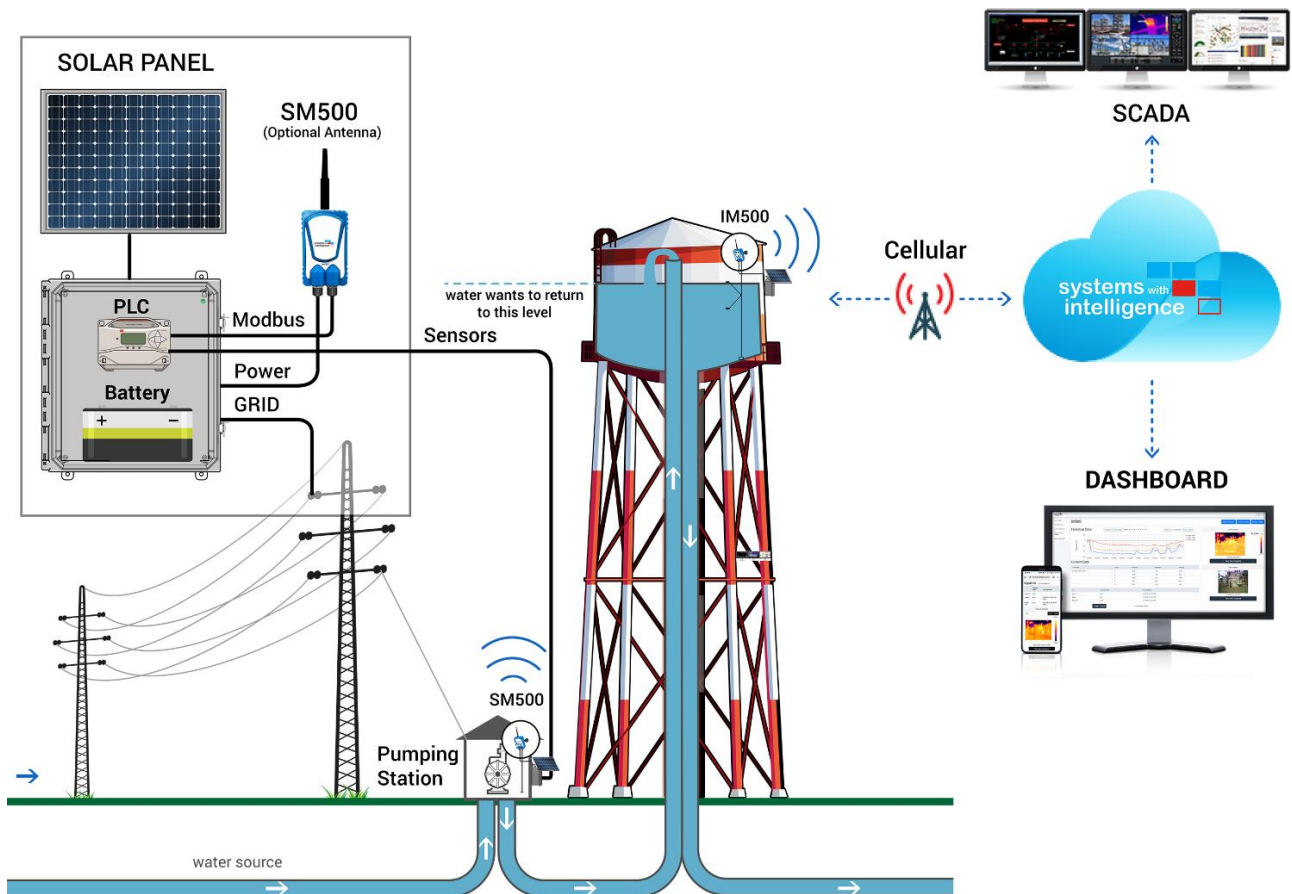 SOLAR PANEL
SM500
(Optional Antenna)
PLC
Modbus
Sensors
Battery
Power
GRID
+ −
water wants to return
to this level
IM500
Cellular
SCADA
systems with
intelligence
DASHBOARD
SM500
Pumping
Station
water source